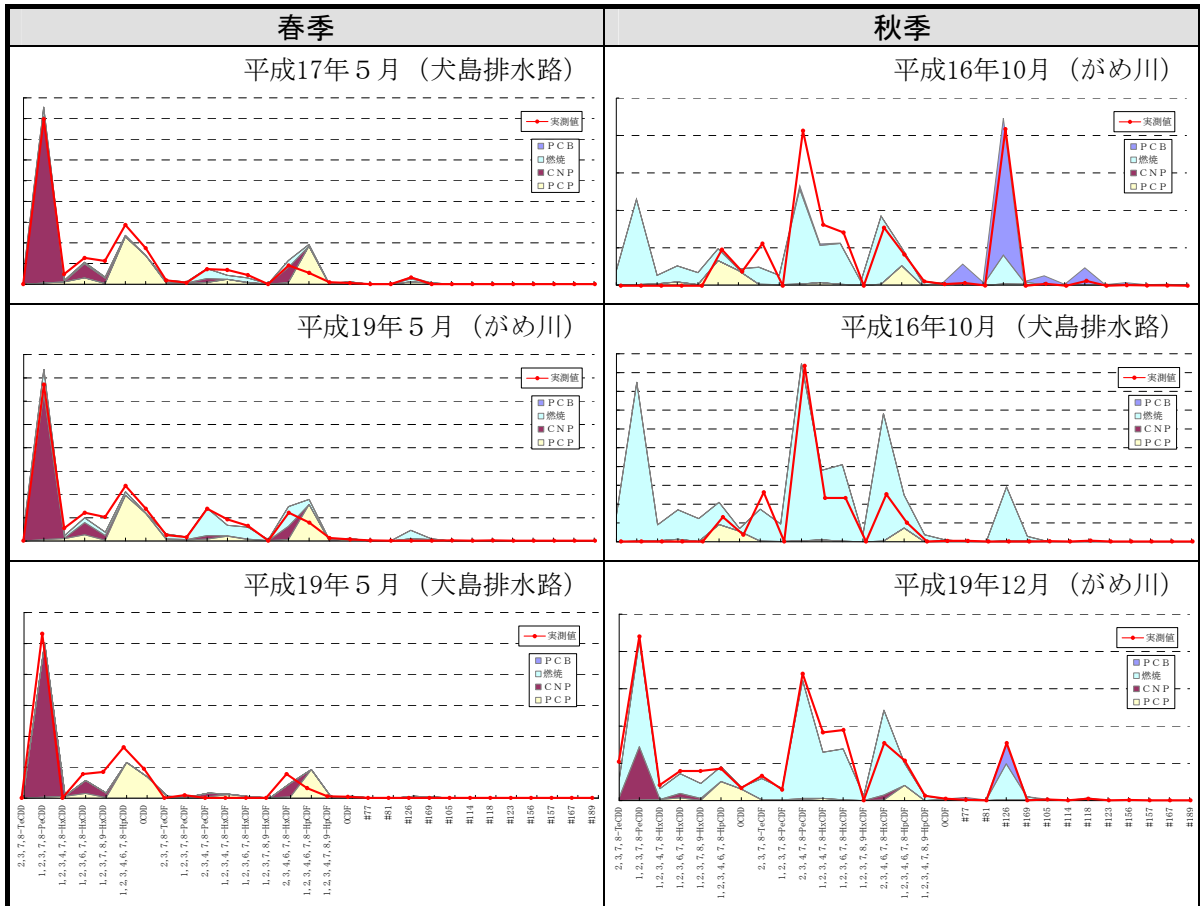 春季
秋季
平成17年5月（犬島排水路）
実測値
PCB
燃焼
CNP
PCP
平成16年10月（がめ川）
実測値
PCB
燃焼
CNP
PCP
平成19年5月（がめ川）
実測値
PCB
燃焼
CNP
PCP
平成16年10月（犬島排水路）
実測値
PCB
燃焼
CNP
PCP
平成19年5月（犬島排水路）
実測値
PCB
燃焼
CNP
PCP
2,3,7,8-TeCDD
1,2,3,7,8-PeCDD
1,2,3,4,7,8-HxCDD
1,2,3,6,7,8-HxCDD
1,2,3,7,8,9-HxCDD
1,2,3,4,6,7,8-HpCDD
OCDD
2,3,7,8-TeCDF
1,2,3,7,8-PeCDF
2,3,4,7,8-PeCDF
1,2,3,4,7,8-HxCDF
1,2,3,6,7,8-HxCDF
1,2,3,7,8,9-HxCDF
2,3,4,6,7,8-HxCDF
1,2,3,4,6,7,8-HpCDF
1,2,3,4,7,8,9-HpCDF
OCDF
#77
#81
#126
#169
#105
#114
#118
#123
#156
#157
#167
#189
平成19年12月（がめ川）
実測値
PCB
燃焼
CNP
PCP
2,3,7,8-TeCDD
1,2,3,7,8-PeCDD
1,2,3,4,7,8-HxCDD
1,2,3,6,7,8-HxCDD
1,2,3,7,8,9-HxCDD
1,2,3,4,6,7,8-HpCDD
OCDD
2,3,7,8-TeCDF
1,2,3,7,8-PeCDF
2,3,4,7,8-PeCDF
1,2,3,4,7,8-HxCDF
1,2,3,6,7,8-HxCDF
1,2,3,7,8,9-HxCDF
2,3,4,6,7,8-HxCDF
1,2,3,4,6,7,8-HpCDF
1,2,3,4,7,8,9-HpCDF
OCDF
#77
#81
#126
#169
#105
#114
#118
#123
#156
#157
#167
#189